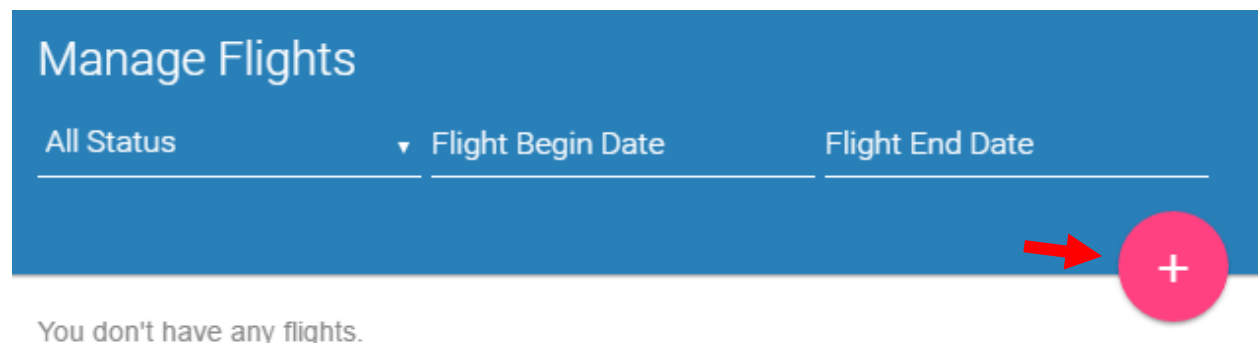 Manage Flights
All Status Flight Begin Date Flight End Date
+
You don't have any flights.